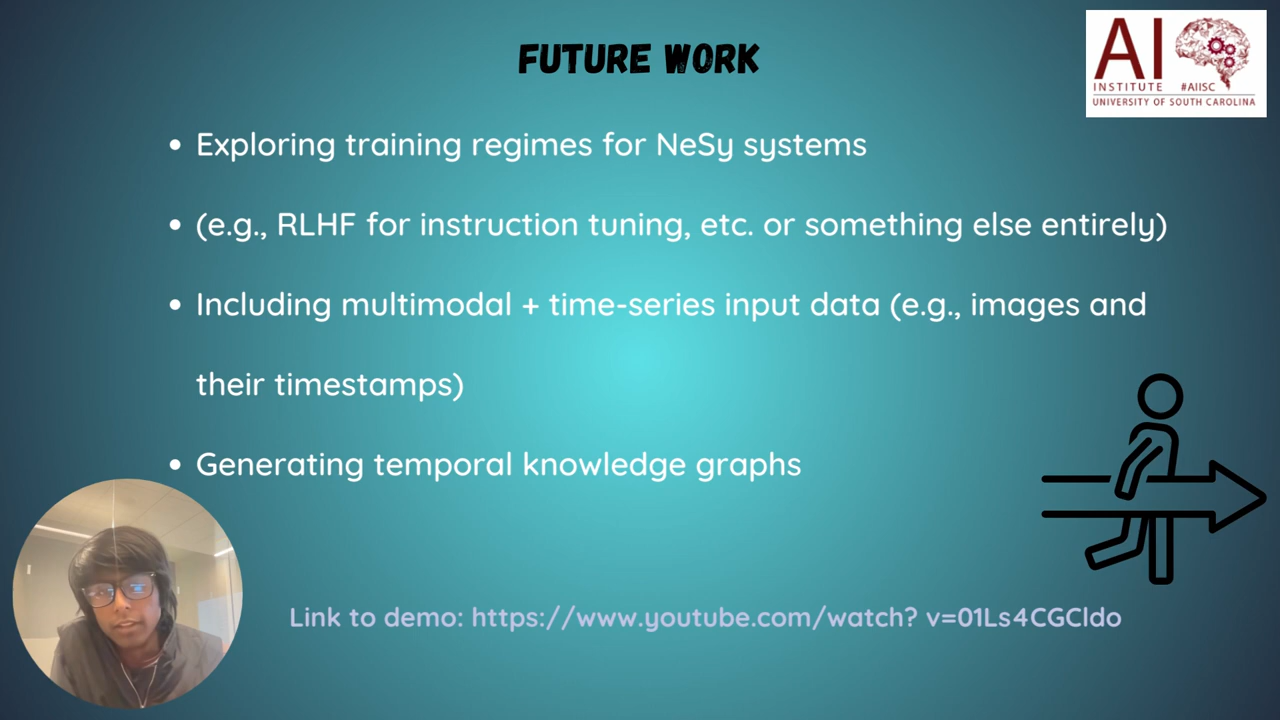 FUTURE WORK
AI
INSTITUTE #AIISC
UNIVERSITY OF SOUTH CAROLINA
• Exploring training regimes for NeSy systems
• (e.g., RLHF for instruction tuning, etc. or something else entirely)
• Including multimodal + time-series input data (e.g., images and
their timestamps)
• Generating temporal knowledge graphs
Link to demo: https://www.youtube.com/watch? v=01Ls4CGCldo